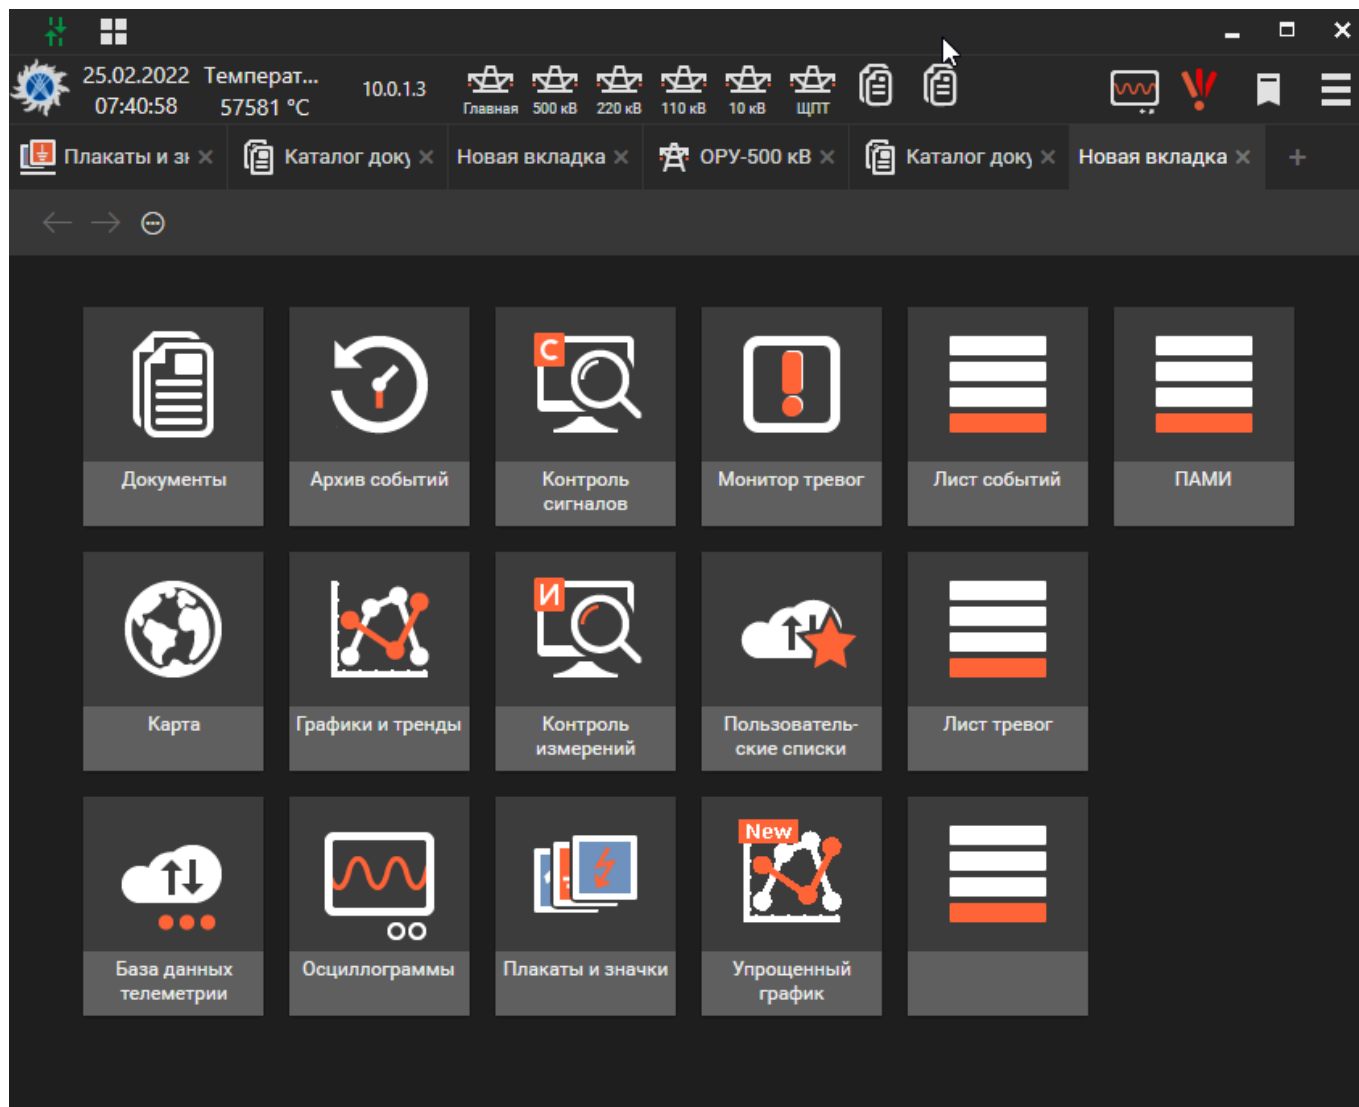 25.02.2022 Температ...
07:40:58 57581 °C
10.0.1.3
Главная 500 кВ 220 кВ 110 кВ 10 кВ ЩПТ
Плакаты и зн Каталог доку Новая вкладка ОРУ-500 кВ Каталог доку Новая вкладка
С
Документы
Архив событий
Контроль
сигналов
Монитор тревог
Лист событий
ПАМИ
И
Карта
Графики и тренды
Контроль
измерений
Пользователь-
ские списки
Лист тревог
New
База данных
телеметрии
Осциллограммы
Плакаты и значки
Упрощенный
график